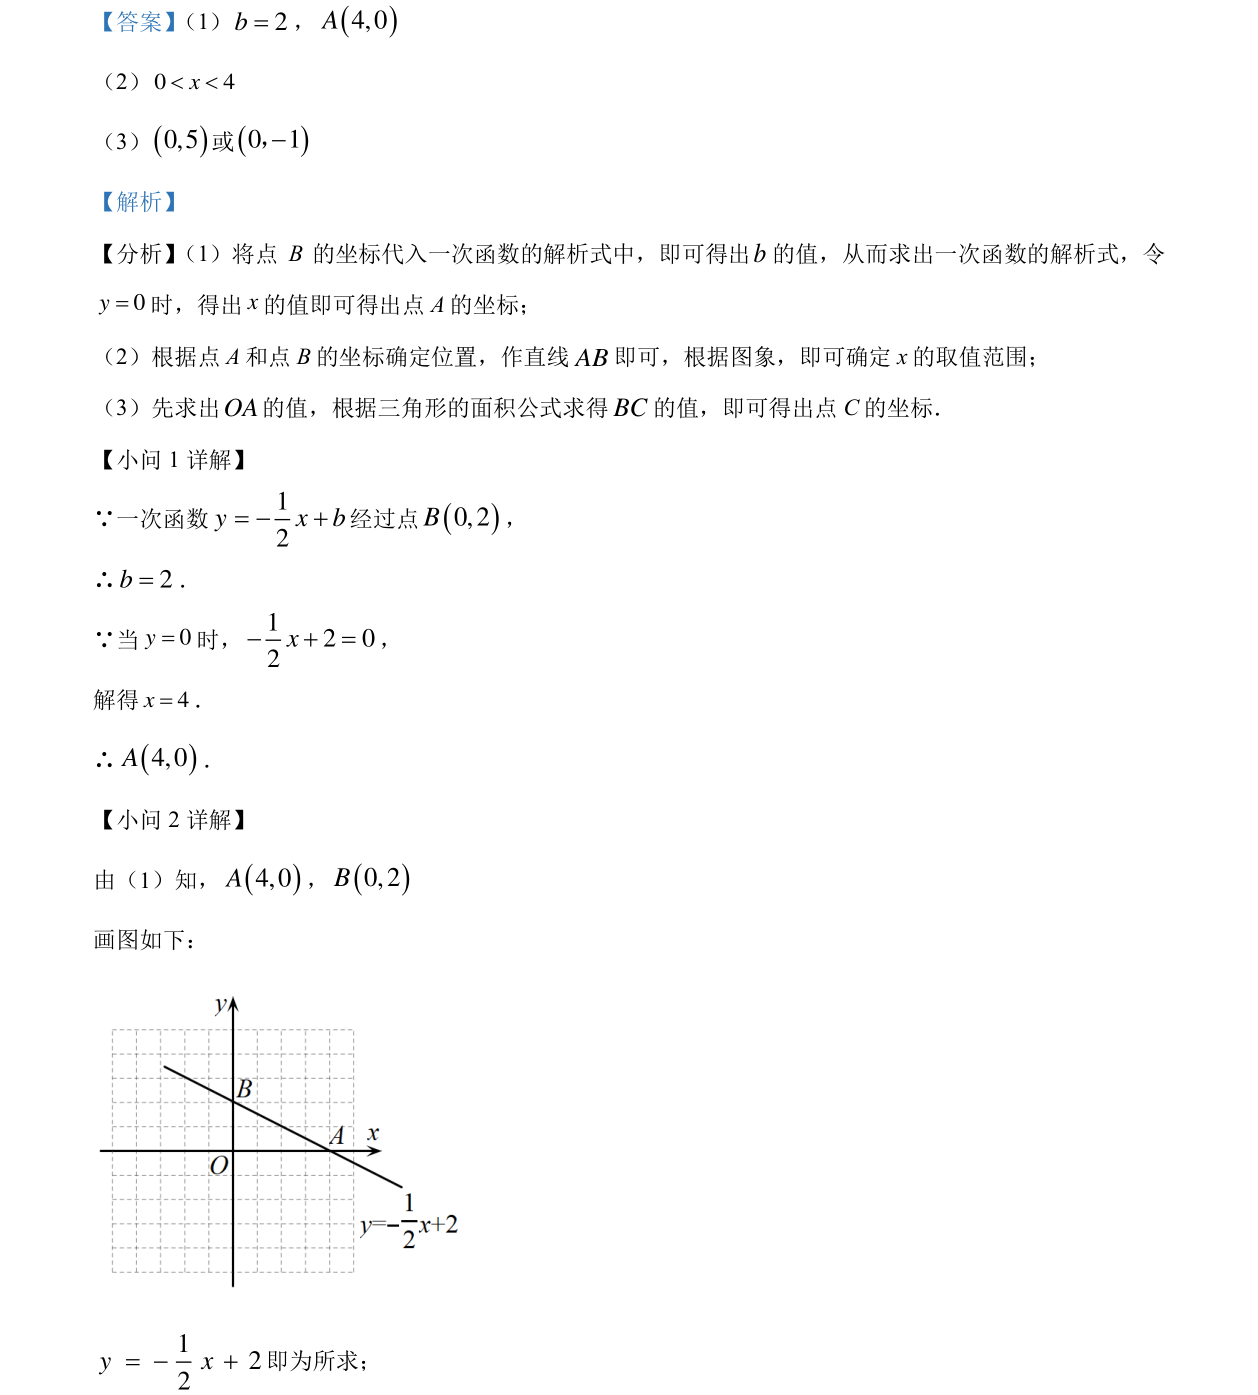 【答案】（1）b = 2，A(4,0)
（2）0 < x < 4
（3）(0,5)或(0,−1)
【解析】
【分析】（1）将点 B 的坐标代入一次函数的解析式中，即可得出b 的值，从而求出一次函数的解析式，令
y = 0 时，得出 x 的值即可得出点 A 的坐标；
（2）根据点 A 和点 B 的坐标确定位置，作直线 AB 即可，根据图象，即可确定 x 的取值范围；
（3）先求出OA 的值，根据三角形的面积公式求得 BC 的值，即可得出点 C 的坐标．
【小问 1 详解】
∵一次函数 y = −1/2 x + b 经过点 B(0,2)，
∴b = 2．
∵当 y = 0 时，−1/2 x + 2 = 0，
解得 x = 4．
∴ A(4,0)．
【小问 2 详解】
由（1）知，A(4,0)，B(0,2)
画图如下：
y
B
A x
O
y=−1/2 x+2
y = −1/2 x + 2 即为所求；